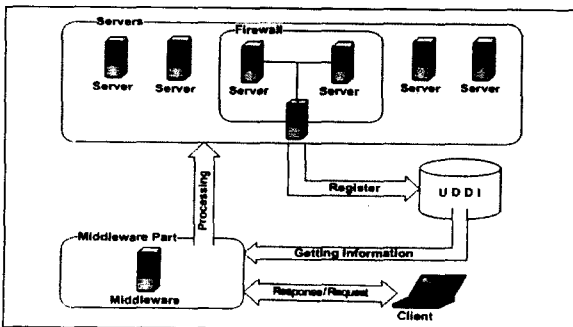 Servers
Firewall
Server
Server
Server
Server
Server
Server
Register
UDDI
Processing
Middleware Part
Getting Information
Middleware
Response/Request
Client